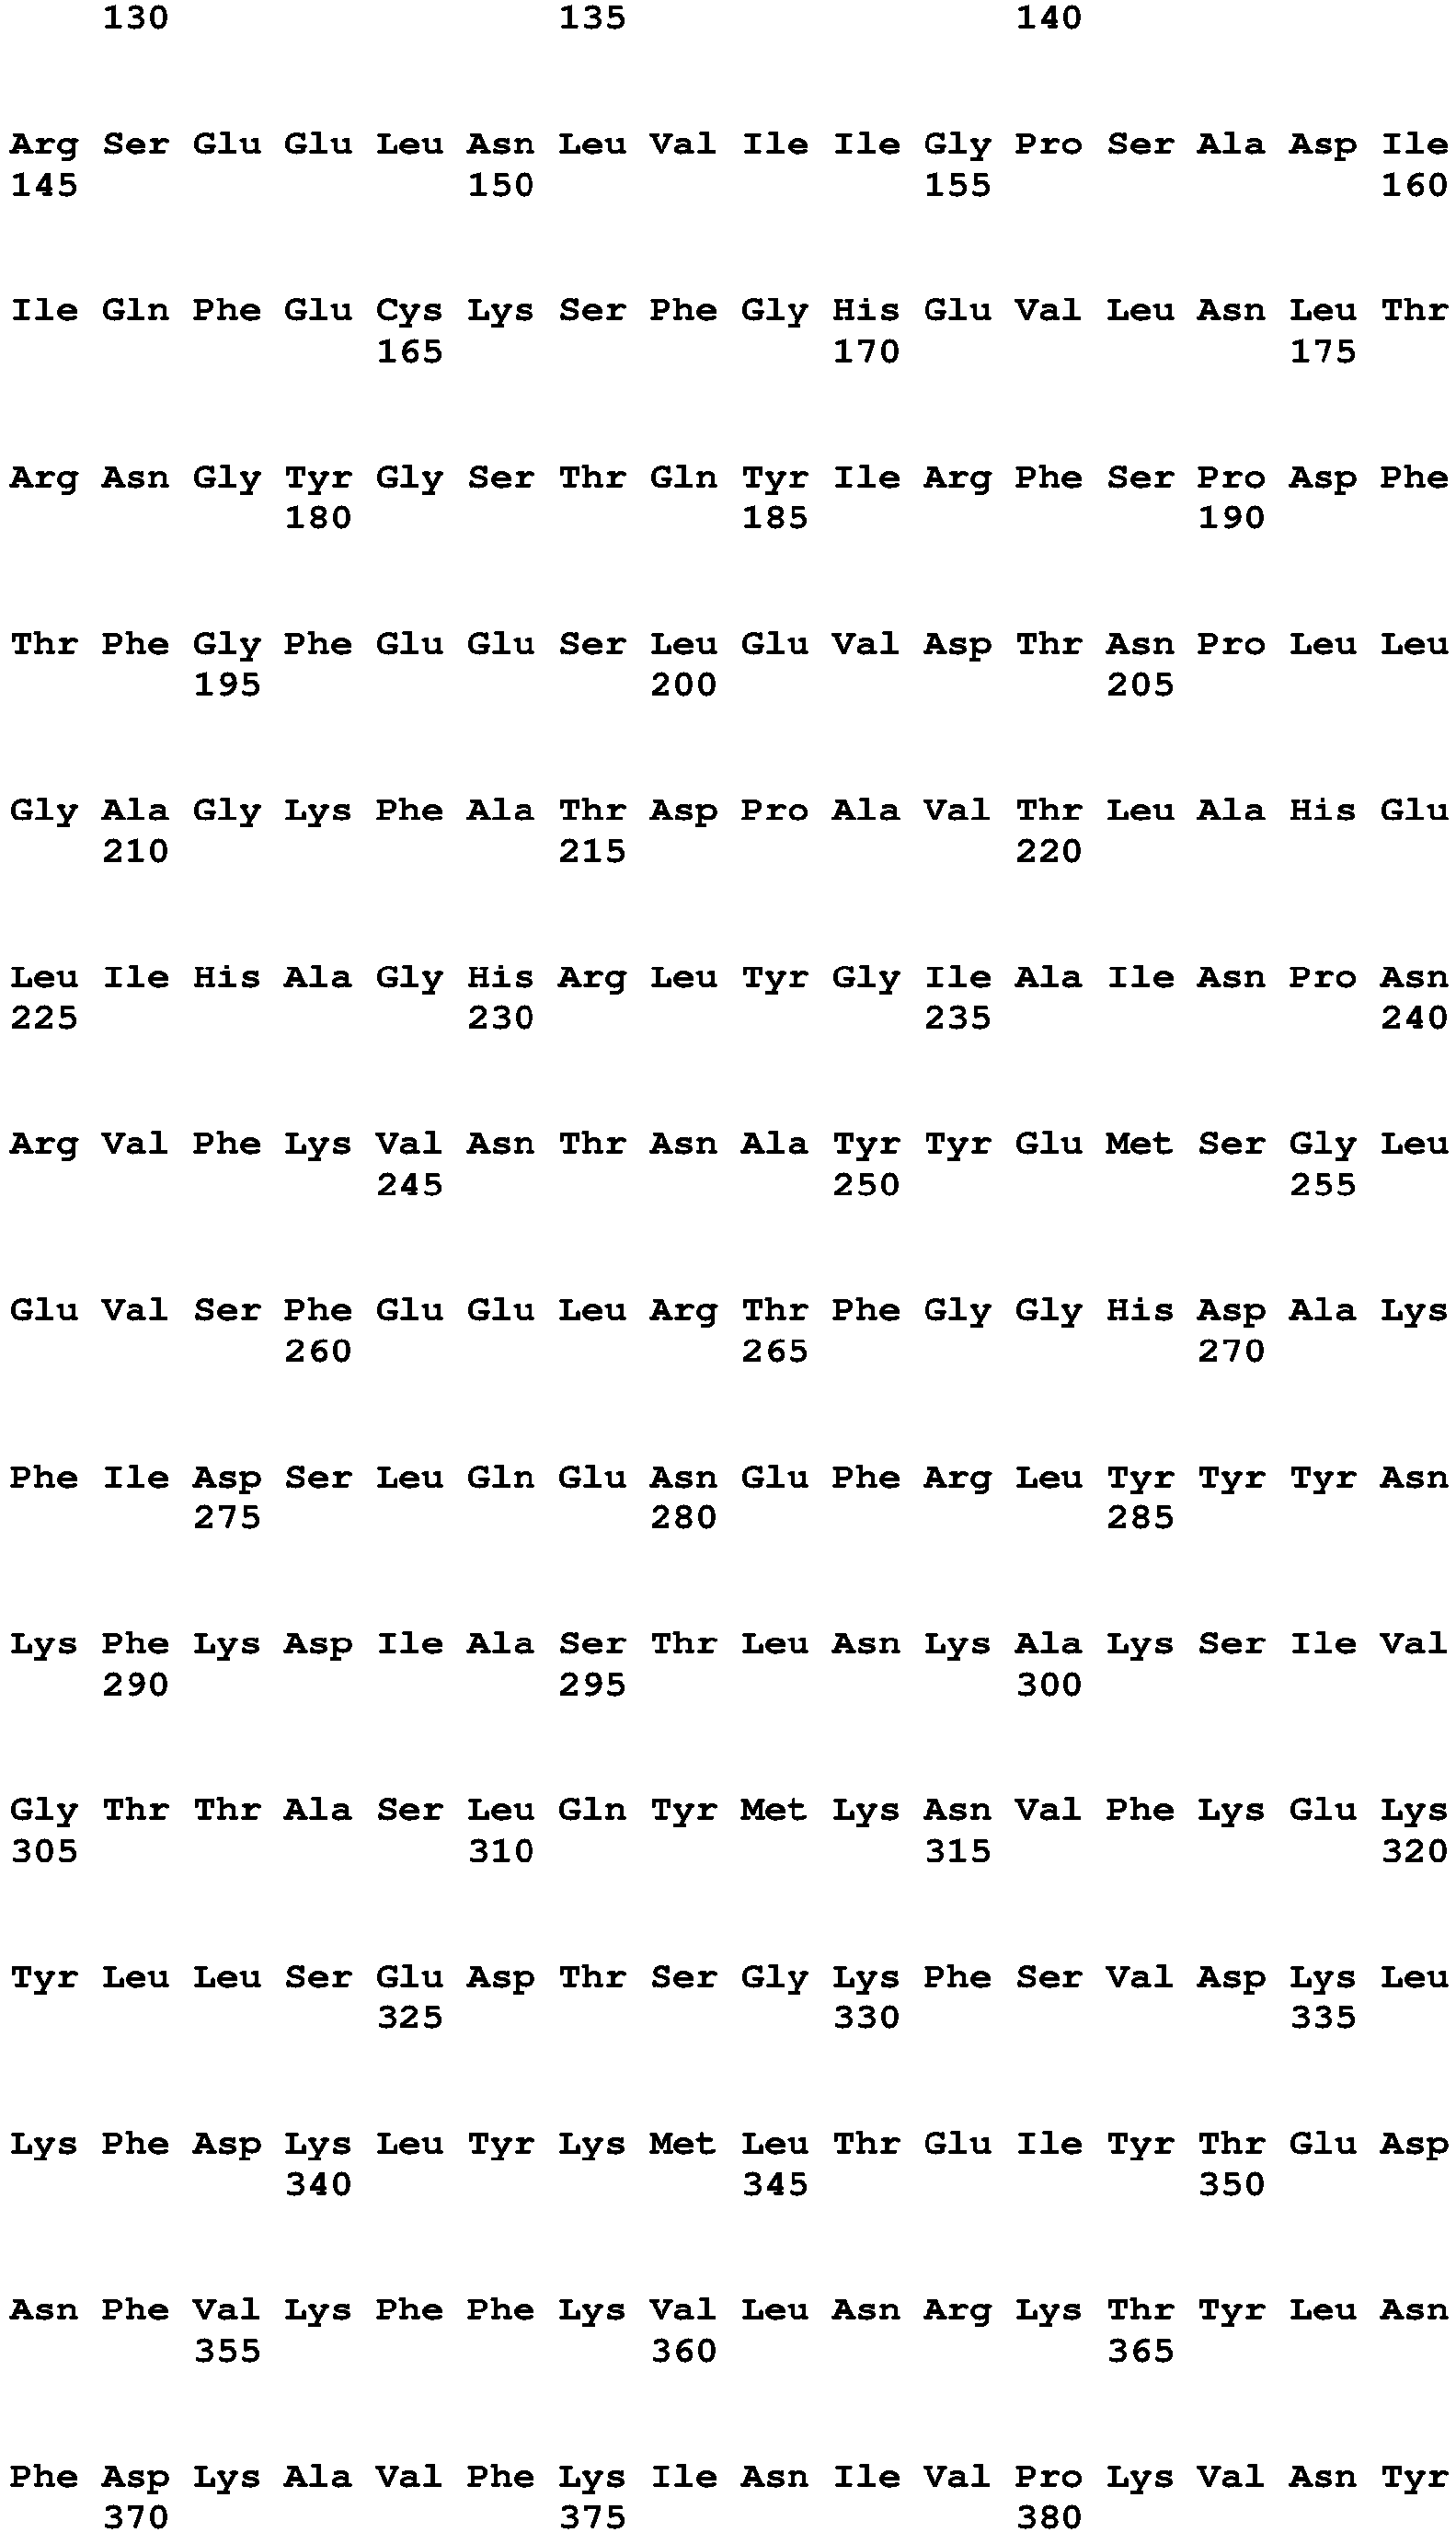 130 135 140
Arg Ser Glu Glu Leu Asn Leu Val Ile Ile Gly Pro Ser Ala Asp Ile
145 150 155 160
Ile Gln Phe Glu Cys Lys Ser Phe Gly His Glu Val Leu Asn Leu Thr
165 170 175
Arg Asn Gly Tyr Gly Ser Thr Gln Tyr Ile Arg Phe Ser Pro Asp Phe
180 185 190
Thr Phe Gly Phe Glu Glu Ser Leu Glu Val Asp Thr Asn Pro Leu Leu
195 200 205
Gly Ala Gly Lys Phe Ala Thr Asp Pro Ala Val Thr Leu Ala His Glu
210 215 220
Leu Ile His Ala Gly His Arg Leu Tyr Gly Ile Ala Ile Asn Pro Asn
225 230 235 240
Arg Val Phe Lys Val Asn Thr Asn Ala Tyr Tyr Glu Met Ser Gly Leu
245 250 255
Glu Val Ser Phe Glu Glu Leu Arg Thr Phe Gly Gly His Asp Ala Lys
260 265 270
Phe Ile Asp Ser Leu Gln Glu Asn Glu Phe Arg Leu Tyr Tyr Tyr Asn
275 280 285
Lys Phe Lys Asp Ile Ala Ser Thr Leu Asn Lys Ala Lys Ser Ile Val
290 295 300
Gly Thr Thr Ala Ser Leu Gln Tyr Met Lys Asn Val Phe Lys Glu Lys
305 310 315 320
Tyr Leu Leu Ser Glu Asp Thr Ser Gly Lys Phe Ser Val Asp Lys Leu
325 330 335
Lys Phe Asp Lys Leu Tyr Lys Met Leu Thr Glu Ile Tyr Thr Glu Asp
340 345 350
Asn Phe Val Lys Phe Phe Lys Val Leu Asn Arg Lys Thr Tyr Leu Asn
355 360 365
Phe Asp Lys Ala Val Phe Lys Ile Asn Ile Val Pro Lys Val Asn Tyr
370 375 380